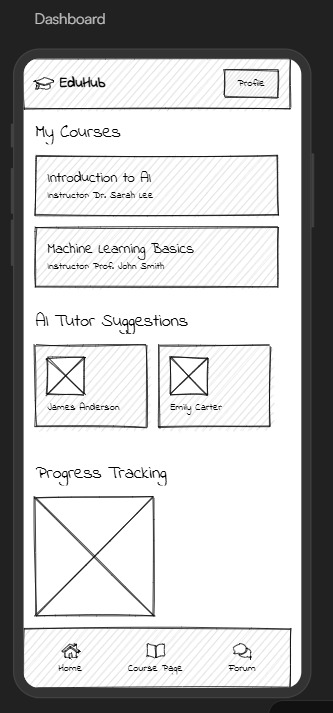 Dashboard
EduHub
Profile
My Courses
Introduction to AI
Instructor: Dr. Sarah Lee
Machine Learning Basics
Instructor: Prof. John Smith
AI Tutor Suggestions
James Anderson
Emily Carter
Progress Tracking
Home
Course Page
Forum